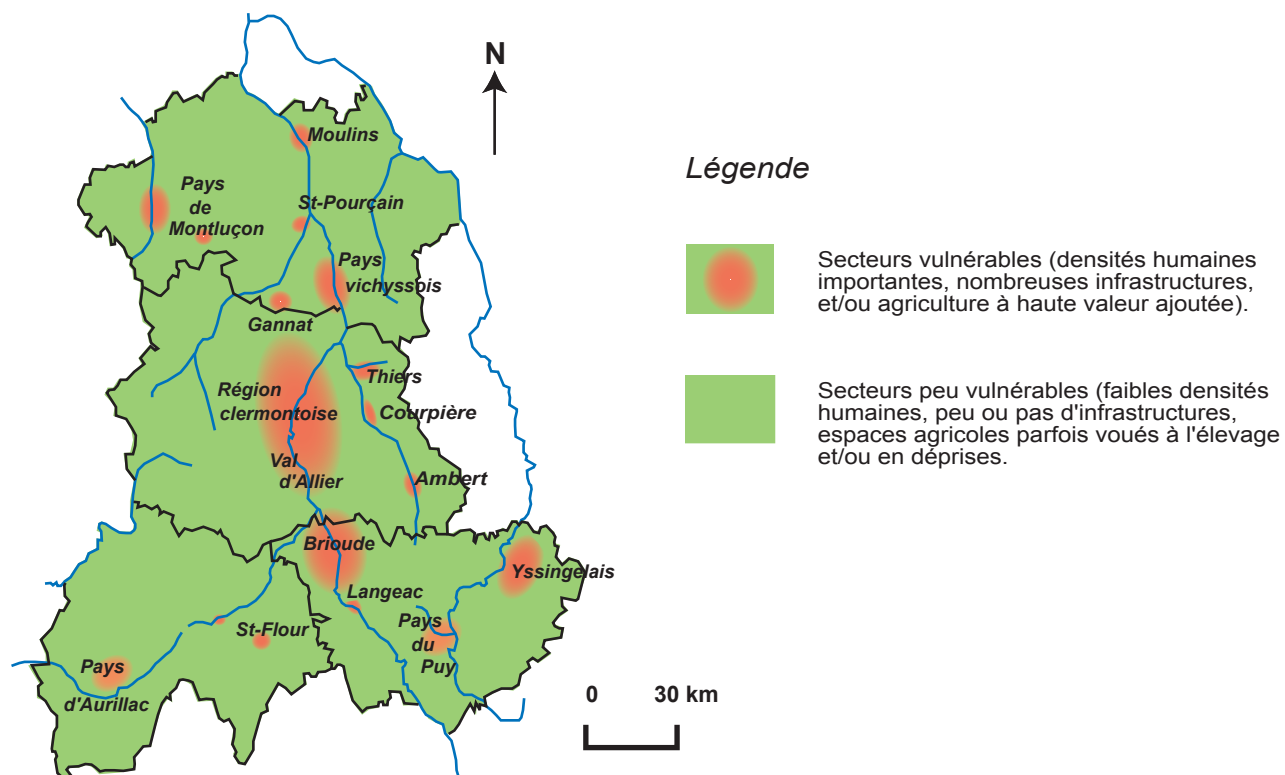 N
Moulins
Pays
de
Montluçon
St-Pourçain
Pays
vichyssois
Gannat
Thiers
Région
clermontoise
Courpière
Val
d'Allier
Ambert
Brioude
Yssingelais
Langeac
St-Flour
Pays
du
Puy
Pays
d'Aurillac
0 30 km
Légende
Secteurs vulnérables (densités humaines
importantes, nombreuses infrastructures,
et/ou agriculture à haute valeur ajoutée).
Secteurs peu vulnérables (faibles densités
humaines, peu ou pas d'infrastructures,
espaces agricoles parfois voués à l'élevage
et/ou en déprises.